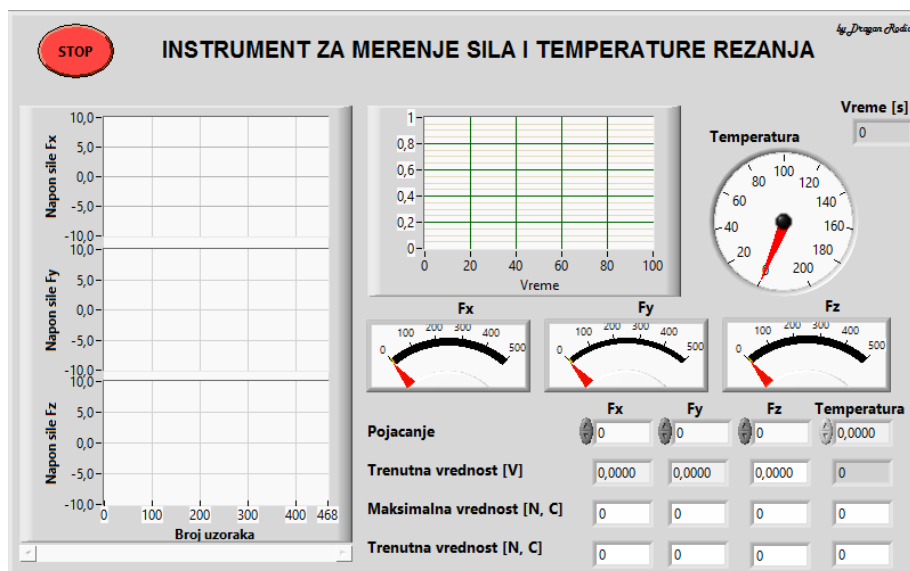 by Dragan Rodic
STOP
INSTRUMENT ZA MERENJE SILA I TEMPERATURE REZANJA
Napon sile Fx
10,0
5,0
0,0
-5,0
-10,0
Napon sile Fy
10,0
5,0
0,0
-5,0
-10,0
Napon sile Fz
10,0
5,0
0,0
-5,0
-10,0
0 100 200 300 400 468
Broj uzoraka
1
0,8
0,6
0,4
0,2
0
0 20 40 60 80 100
Vreme
Temperatura
0 20 40 60 80 100 120 140 160 180 200
Vreme [s]
0
Fx
0 100 200 300 400 500
Fy
0 100 200 300 400 500
Fz
0 100 200 300 400 500
Fx Fy Fz Temperatura
Pojacanje 0 0 0 0,0000
Trenutna vrednost [V] 0,0000 0,0000 0,0000 0
Maksimalna vrednost [N, C] 0 0 0 0
Trenutna vrednost [N, C] 0 0 0 0